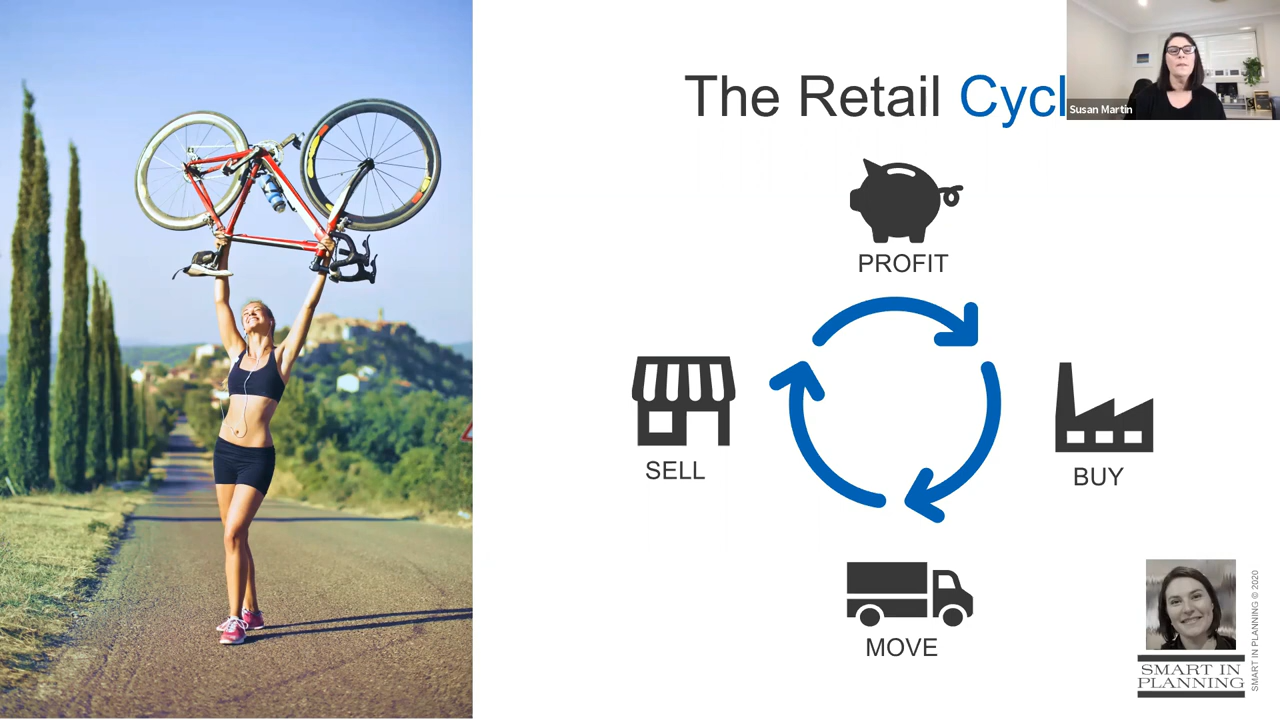 The Retail Cycl
Susan Martin
PROFIT
SELL
BUY
MOVE
SMART IN
PLANNING
SMART IN PLANNING © 2020